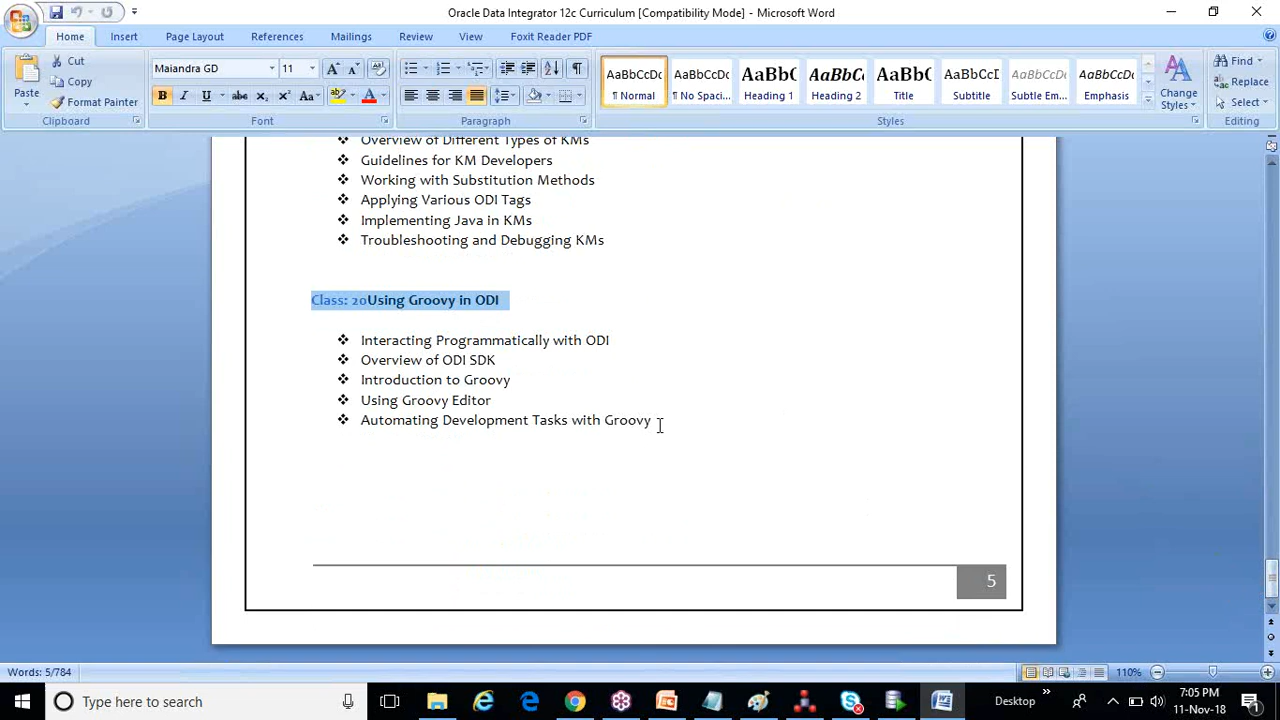 Oracle Data Integrator 12c Curriculum [Compatibility Mode] - Microsoft Word
Home Insert Page Layout References Mailings Review View Foxit Reader PDF
Paste
Cut
Copy
Format Painter
Clipboard
Maiandra GD 11
Font
Paragraph
AaBbCcDc AaBbCcDc AaBbC AaBbCc AaBbC AaBbCcI AaBbCcDc AaBbCcDc
¶ Normal ¶ No Spaci... Heading 1 Heading 2 Title Subtitle Subtle Em... Emphasis
Styles
Change Styles
Find
Replace
Select
Editing
Overview of Different Types of KMs
❖ Guidelines for KM Developers
❖ Working with Substitution Methods
❖ Applying Various ODI Tags
❖ Implementing Java in KMs
❖ Troubleshooting and Debugging KMs
Class: 20Using Groovy in ODI
❖ Interacting Programmatically with ODI
❖ Overview of ODI SDK
❖ Introduction to Groovy
❖ Using Groovy Editor
❖ Automating Development Tasks with Groovy
5
Words: 5/784 110%
Type here to search
Desktop
7:05 PM
11-Nov-18